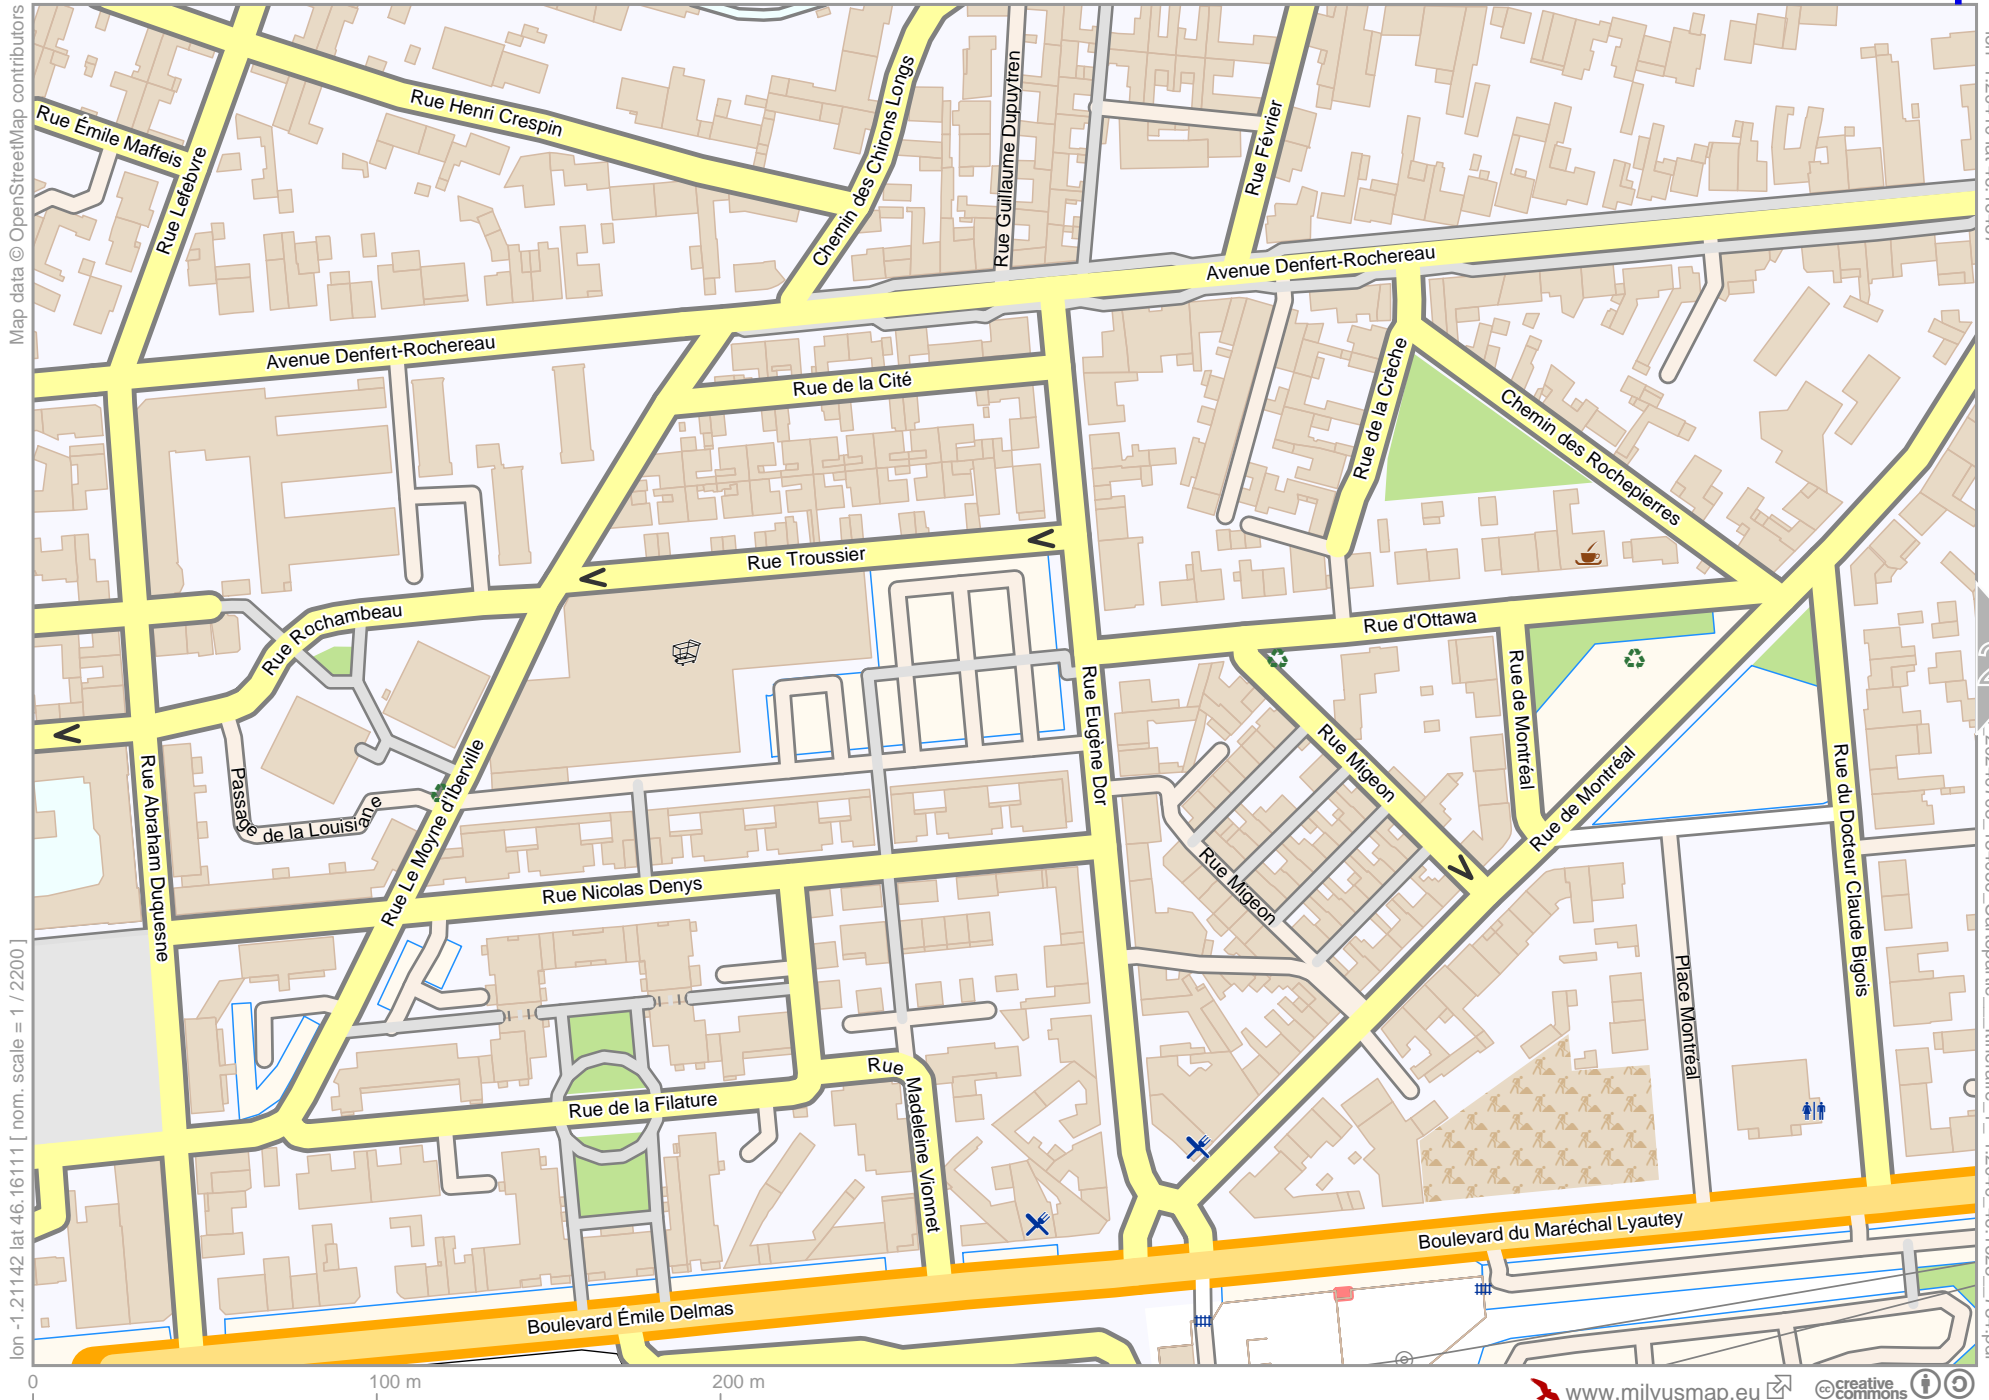 Map data © OpenStreetMap contributors
lon -1.21142 lat 46.16111 [ nom. scale = 1 / 2200 ]
Rue Henri Crespin
Rue Émile Maffeis
Rue Lefebvre
Chemin des Chirons Longs
Rue Guillaume Dupuytren
Rue Février
Avenue Denfert-Rochereau
Avenue Denfert-Rochereau
Rue de la Cité
Rue de la Crèche
Chemin des Rochepierres
Rue Troussier
Rue Rochambeau
Rue d'Ottawa
Rue de Montréal
Rue Eugène Dor
Rue Migeon
Rue Migeon
Rue de Montréal
Rue du Docteur Claude Bigois
Rue Abraham Duquesne
Passage de la Louisiane
Rue Le Moyne d'Iberville
Rue Nicolas Denys
Place Montréal
Rue Madeleine Vionnet
Rue de la Filature
Boulevard du Maréchal Lyautey
Boulevard Émile Delmas
0
100 m
200 m
www.milvusmap.eu
cc creative commons